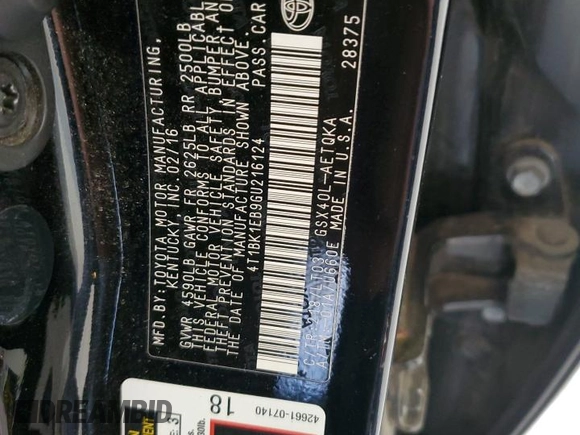 MFD. BY: TOYOTA MOTOR MANUFACTURING,
KENTUCKY, INC. 02/16
GVWR 4590LB GAWR FR 2625LB RR 2500LB
THIS VEHICLE CONFORMS TO ALL APPLICABLE
FEDERAL MOTOR VEHICLE SAFETY, BUMPER, AN
THEFT PREVENTION STANDARDS IN EFFECT O
THE DATE OF MANUFACTURE SHOWN ABOVE.
4T1BK1EB9GU216124 PASS. CAR
GSX40L-AETQKA
MADE IN U.S.A.
28375
42661-07140
18
DREAMBID